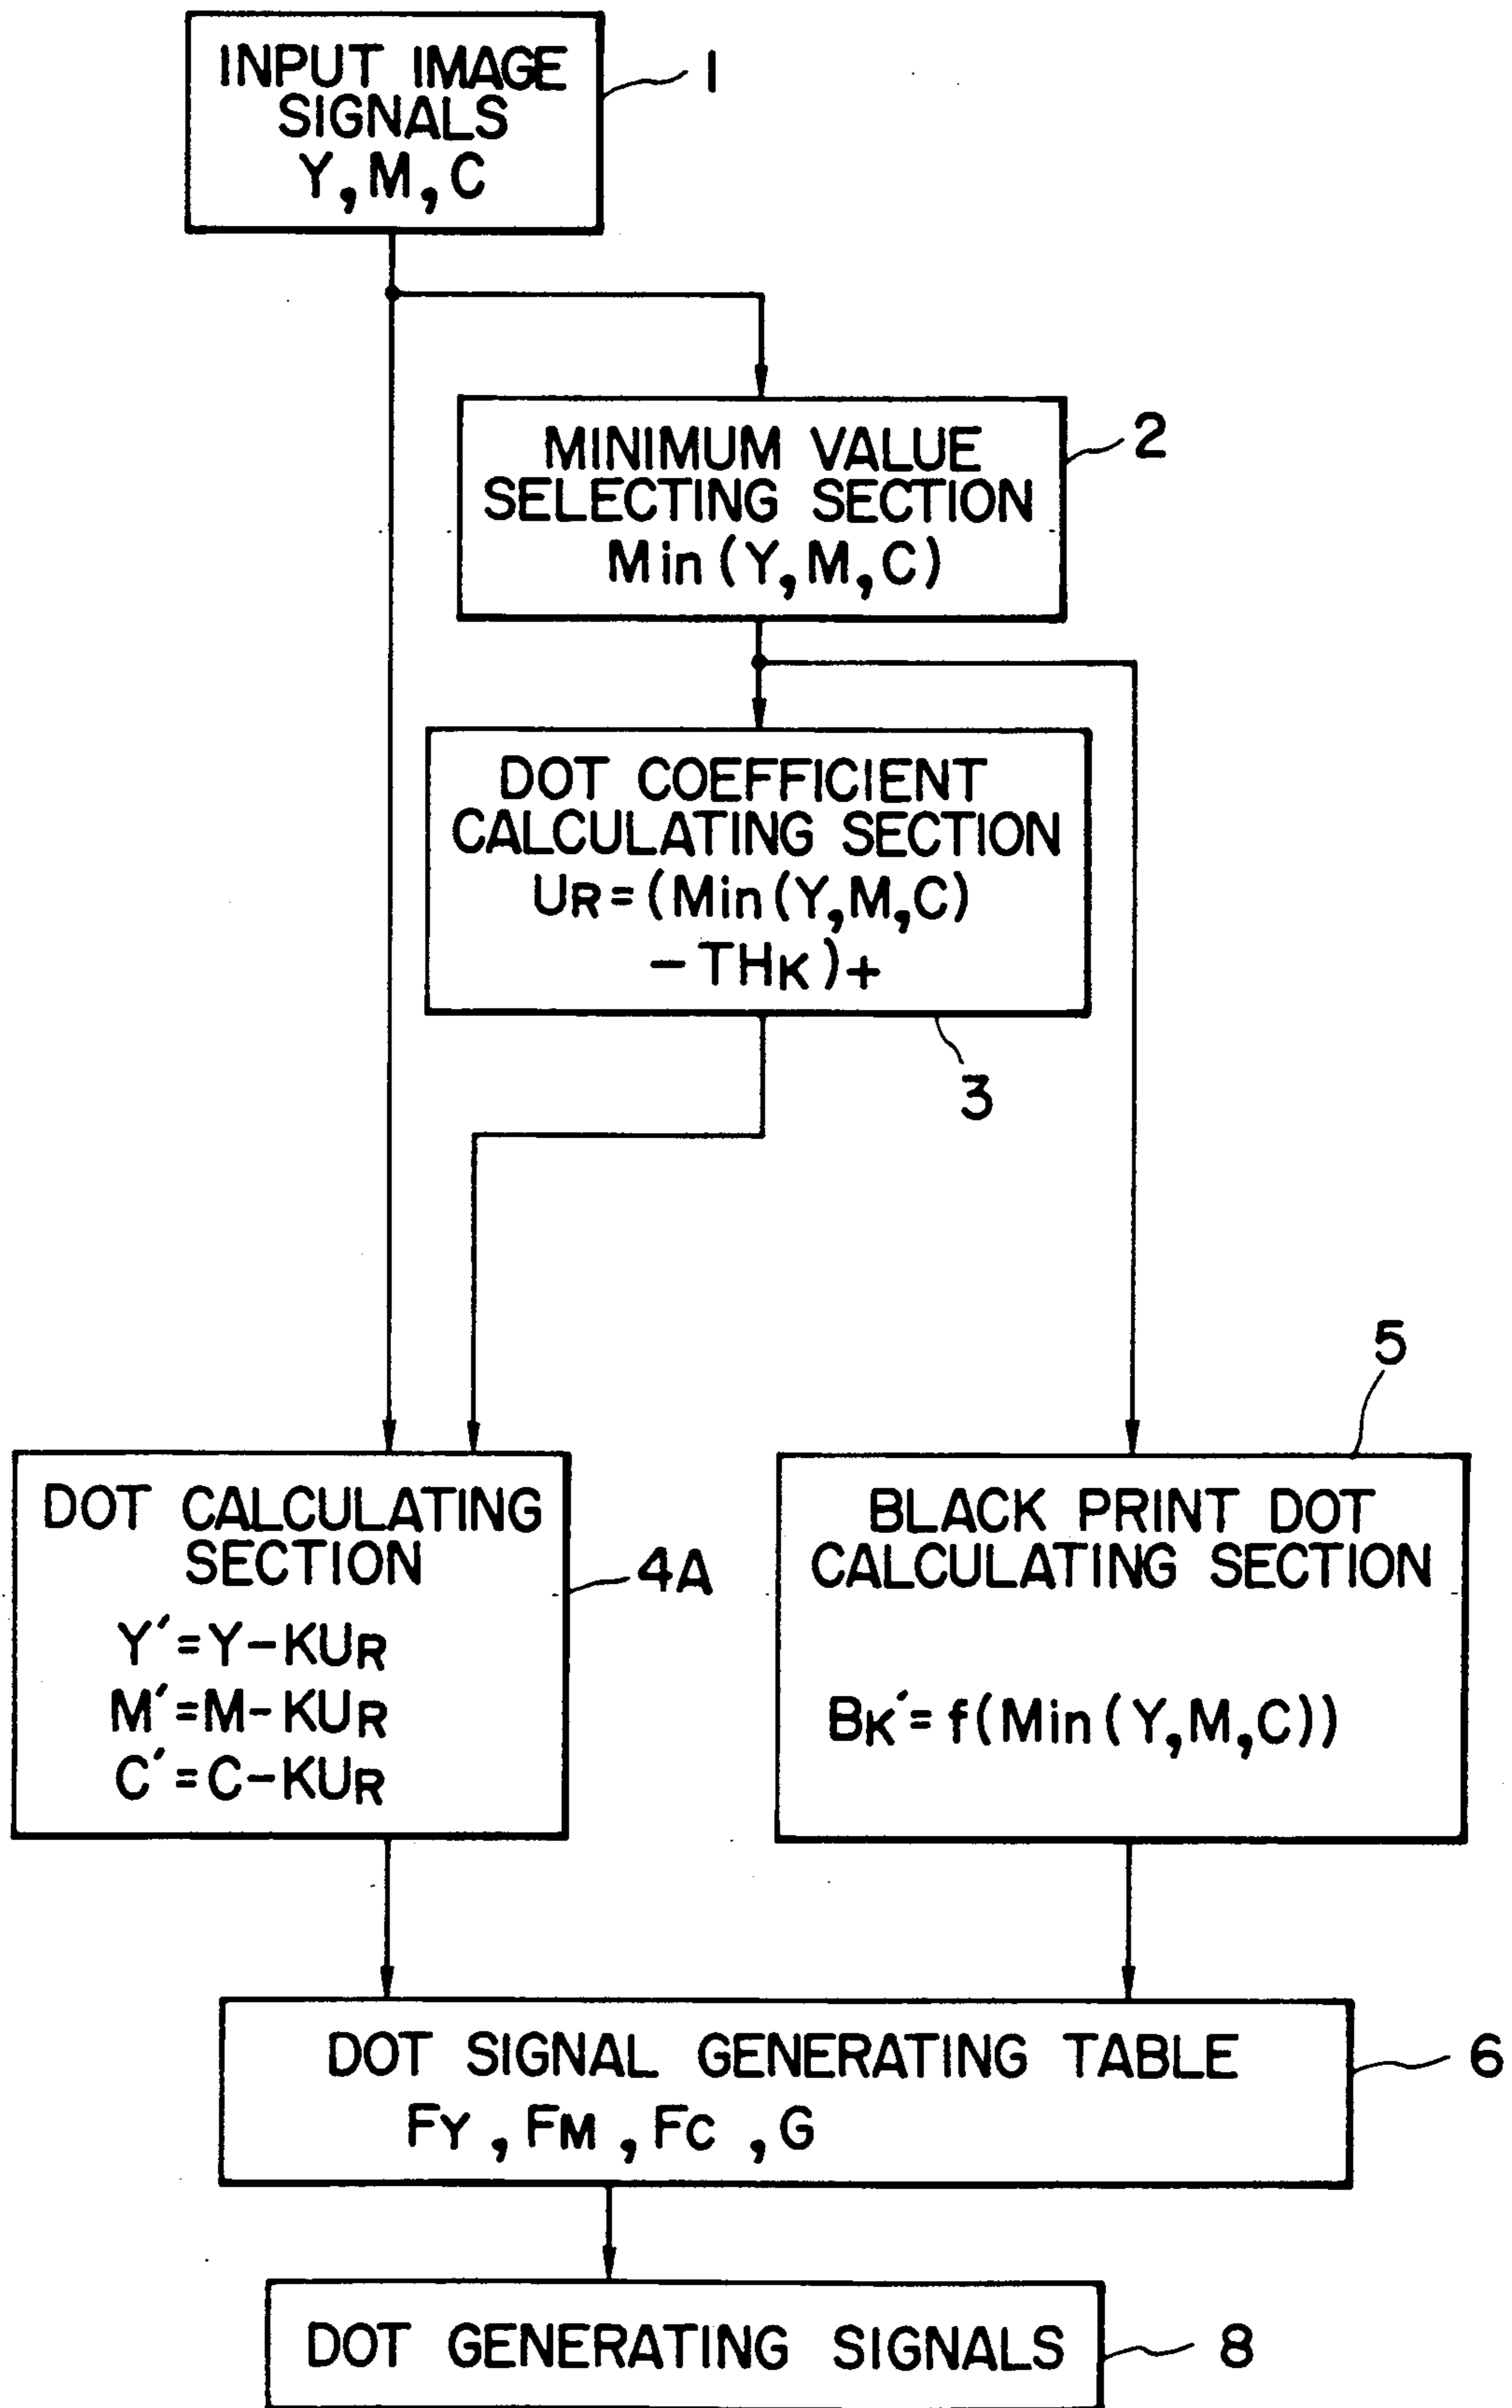 INPUT IMAGE
SIGNALS
Y,M,C
1
MINIMUM VALUE
SELECTING SECTION
Min(Y,M,C)
2
DOT COEFFICIENT
CALCULATING SECTION
UR=(Min(Y,M,C)
-THK)+
3
5
DOT CALCULATING
SECTION
Y'=Y-KUR
M'=M-KUR
C'=C-KUR
4A
BLACK PRINT DOT
CALCULATING SECTION
BK'=f(Min(Y,M,C))
DOT SIGNAL GENERATING TABLE
FY,FM,FC,G
6
DOT GENERATING SIGNALS
8